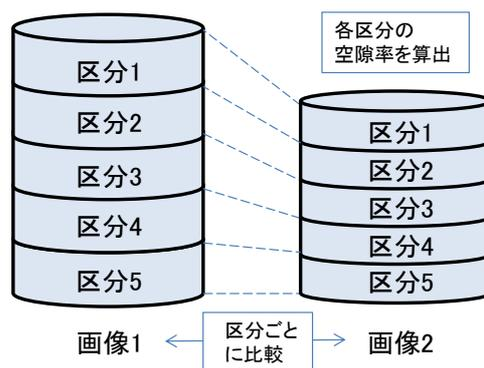 各区分の
空隙率を算出
区分1
区分2
区分3
区分4
区分5
区分1
区分2
区分3
区分4
区分5
画像1
区分ごと
に比較
画像2